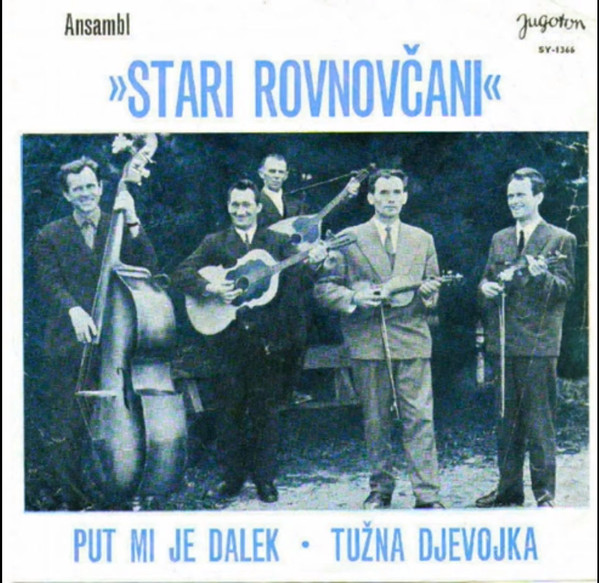 Ansambl
Jugoton
SY-1366
»STARI ROVNOVČANI«
PUT MI JE DALEK • TUŽNA DJEVOJKA